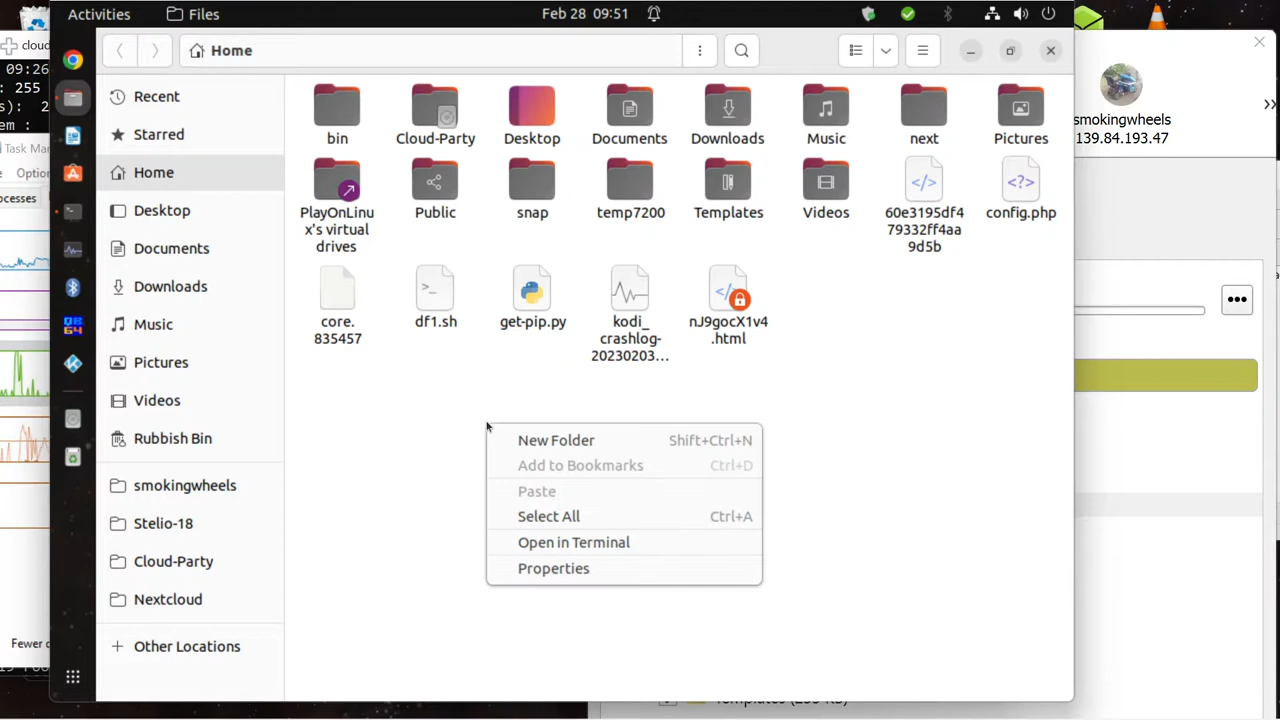 Activities
Files
Feb 28 09:51
cloud
09:26
: 255
s): 2
em :
Task Man
Option
ocesses
Fewer d
Home
Recent
Starred
Home
Desktop
Documents
Downloads
Music
Pictures
Videos
Rubbish Bin
smokingwheels
Stelio-18
Cloud-Party
Nextcloud
Other Locations
bin
Cloud-Party
Desktop
Documents
Downloads
Music
next
Pictures
PlayOnLinu
x's virtual
drives
Public
snap
temp7200
Templates
Videos
60e3195df4
79332ff4aa
9d5b
config.php
core.
835457
df1.sh
get-pip.py
kodi_
crashlog-
20230203...
nJ9gocX1v4
.html
New Folder Shift+Ctrl+N
Add to Bookmarks Ctrl+D
Paste
Select All Ctrl+A
Open in Terminal
Properties
smokingwheels
139.84.193.47